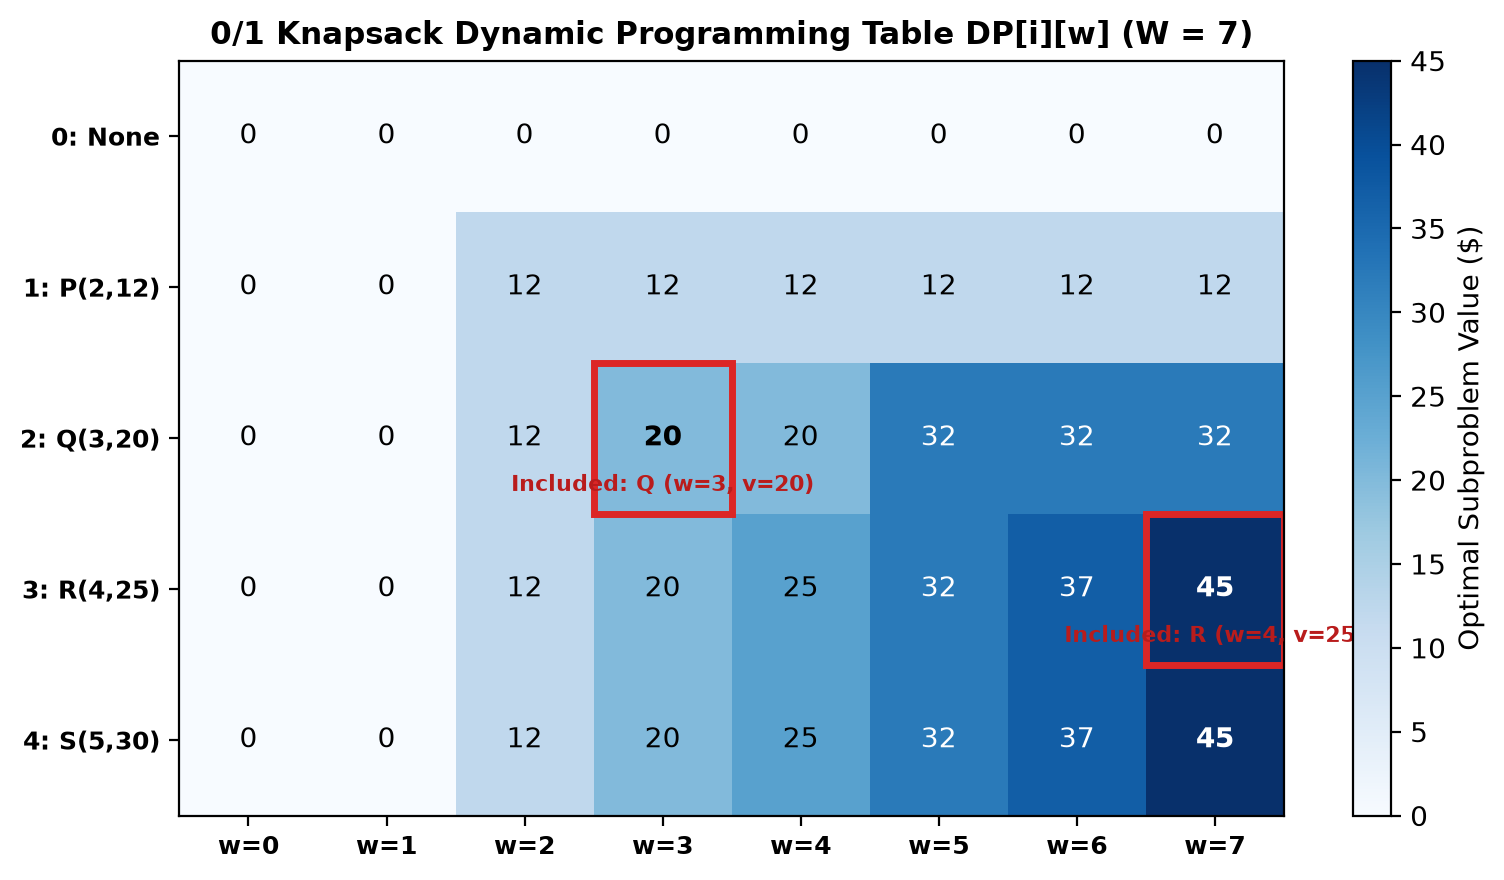 0/1 Knapsack Dynamic Programming Table DP[i][w] (W = 7)
0: None 0 0 0 0 0 0 0 0
1: P(2,12) 0 0 12 12 12 12 12 12
2: Q(3,20) 0 0 12 20 20 32 32 32
Included: Q (w=3, v=20)
3: R(4,25) 0 0 12 20 25 32 37 45
Included: R (w=4, v=25
4: S(5,30) 0 0 12 20 25 32 37 45
w=0 w=1 w=2 w=3 w=4 w=5 w=6 w=7
45
40
35
30
25
20
15
10
5
0
Optimal Subproblem Value ($)